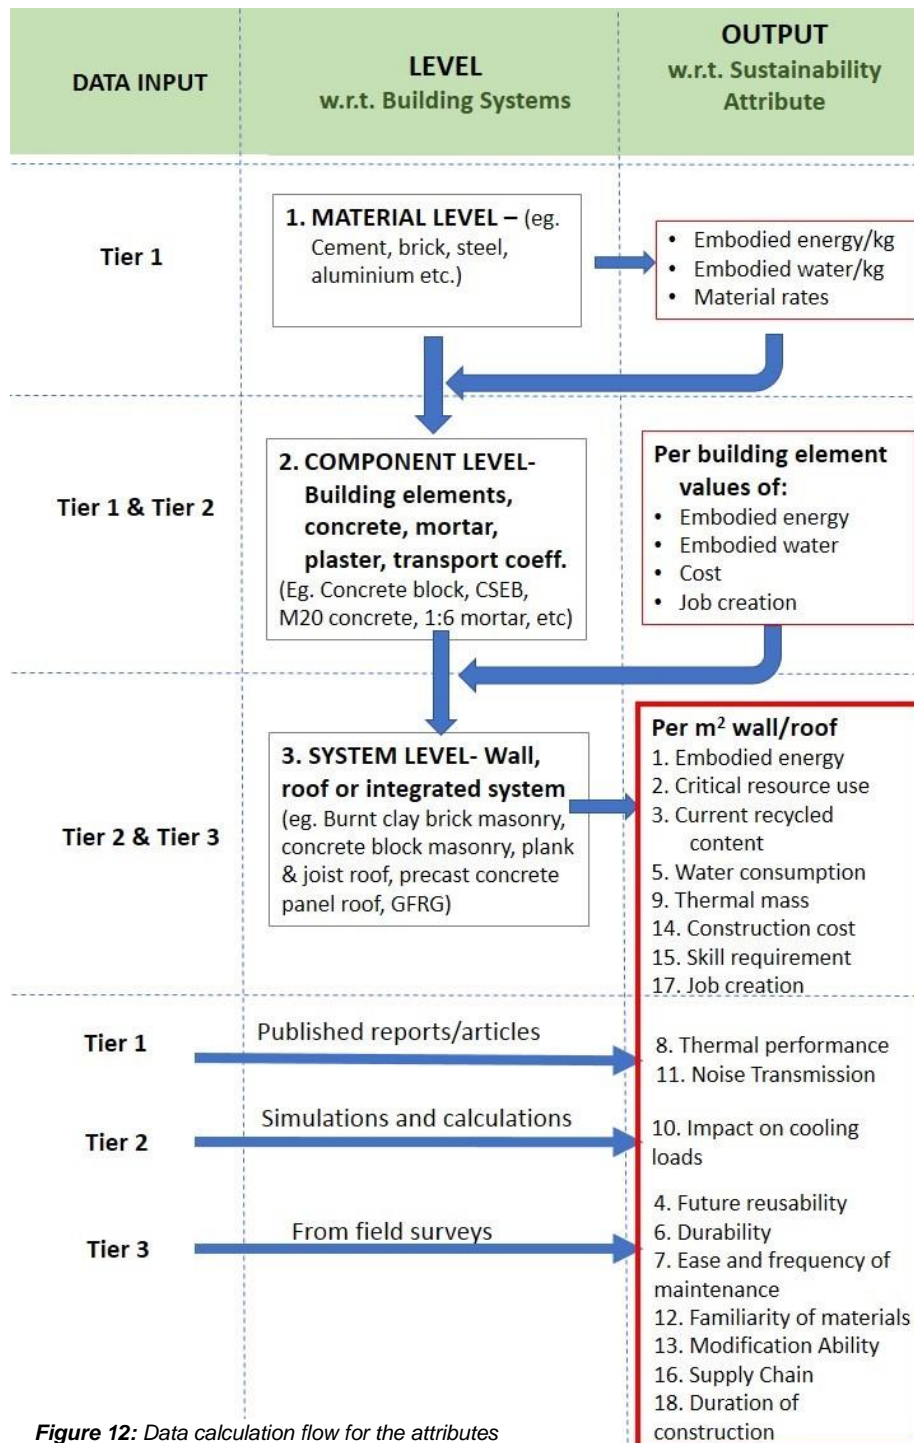 DATA INPUT
LEVEL
w.r.t. Building Systems
OUTPUT
w.r.t. Sustainability
Attribute
Tier 1
1. MATERIAL LEVEL – (eg.
Cement, brick, steel,
aluminium etc.)
• Embodied energy/kg
• Embodied water/kg
• Material rates
Tier 1 & Tier 2
2. COMPONENT LEVEL-
Building elements,
concrete, mortar,
plaster, transport coeff.
(Eg. Concrete block, CSEB,
M20 concrete, 1:6 mortar, etc)
Per building element
values of:
• Embodied energy
• Embodied water
• Cost
• Job creation
Tier 2 & Tier 3
3. SYSTEM LEVEL- Wall,
roof or integrated system
(eg. Burnt clay brick masonry,
concrete block masonry, plank
& joist roof, precast concrete
panel roof, GFRG)
Per m² wall/roof
1. Embodied energy
2. Critical resource use
3. Current recycled
content
5. Water consumption
9. Thermal mass
14. Construction cost
15. Skill requirement
17. Job creation
Tier 1
Published reports/articles
8. Thermal performance
11. Noise Transmission
Tier 2
Simulations and calculations
10. Impact on cooling
loads
Tier 3
From field surveys
4. Future reusability
6. Durability
7. Ease and frequency of
maintenance
12. Familiarity of materials
13. Modification Ability
16. Supply Chain
18. Duration of
construction
Figure 12: Data calculation flow for the attributes